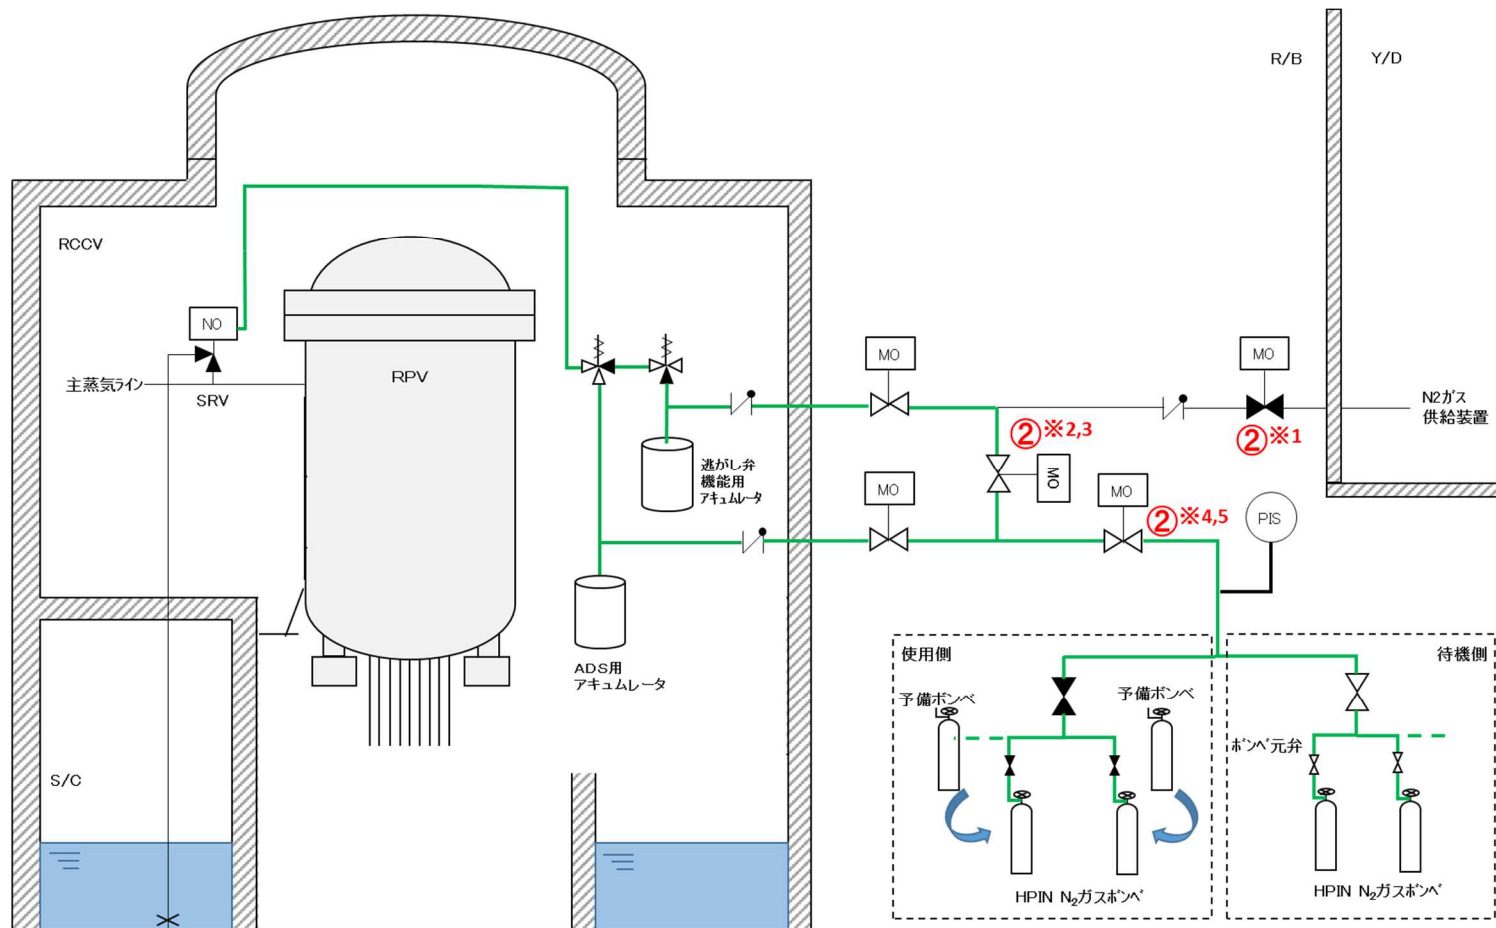 R/B
Y/D
RCCV
NO
主蒸気ライン
SRV
RPV
MO
MO
N2ガス
供給装置
②※2,3
②※1
MO
逃がし弁
機能用
アキュムレータ
MO
MO
②※4,5
PIS
ADS用
アキュムレータ
使用側
待機側
予備ボンベ
予備ボンベ
ボンベ元弁
S/C
HPIN N₂ガスボンベ
HPIN N₂ガスボンベ